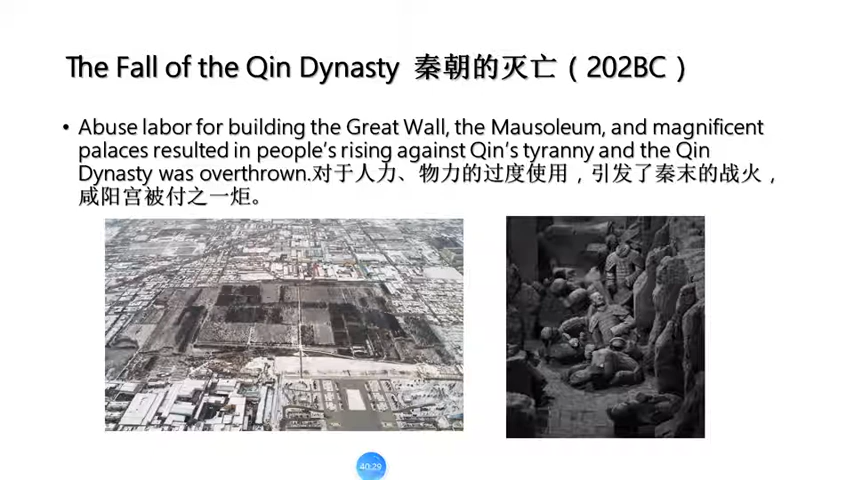 The Fall of the Qin Dynasty 秦朝的灭亡（202BC）
• Abuse labor for building the Great Wall, the Mausoleum, and magnificent
palaces resulted in people's rising against Qin's tyranny and the Qin
Dynasty was overthrown.对于人力、物力的过度使用，引发了秦末的战火，
咸阳宫被付之一炬。
40:29